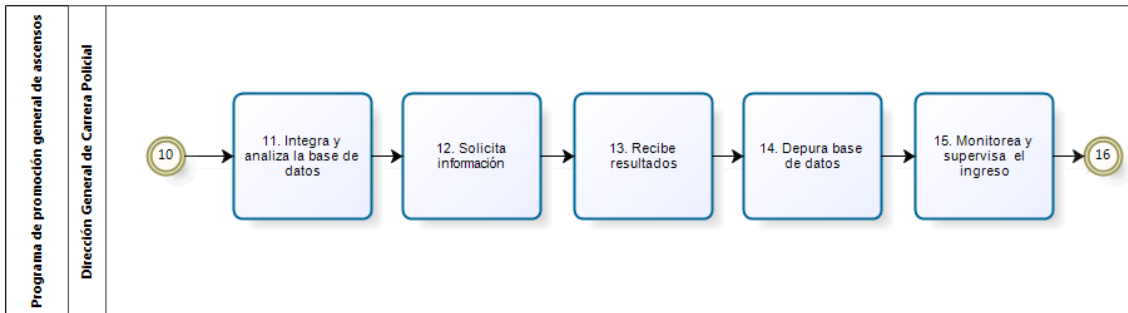 Programa de promoción general de ascensos
Dirección General de Carrera Policial
10
11. Integra y
analiza la base de
datos
12. Solicita
información
13. Recibe
resultados
14. Depura base
de datos
15. Monitorea y
supervisa el
ingreso
16